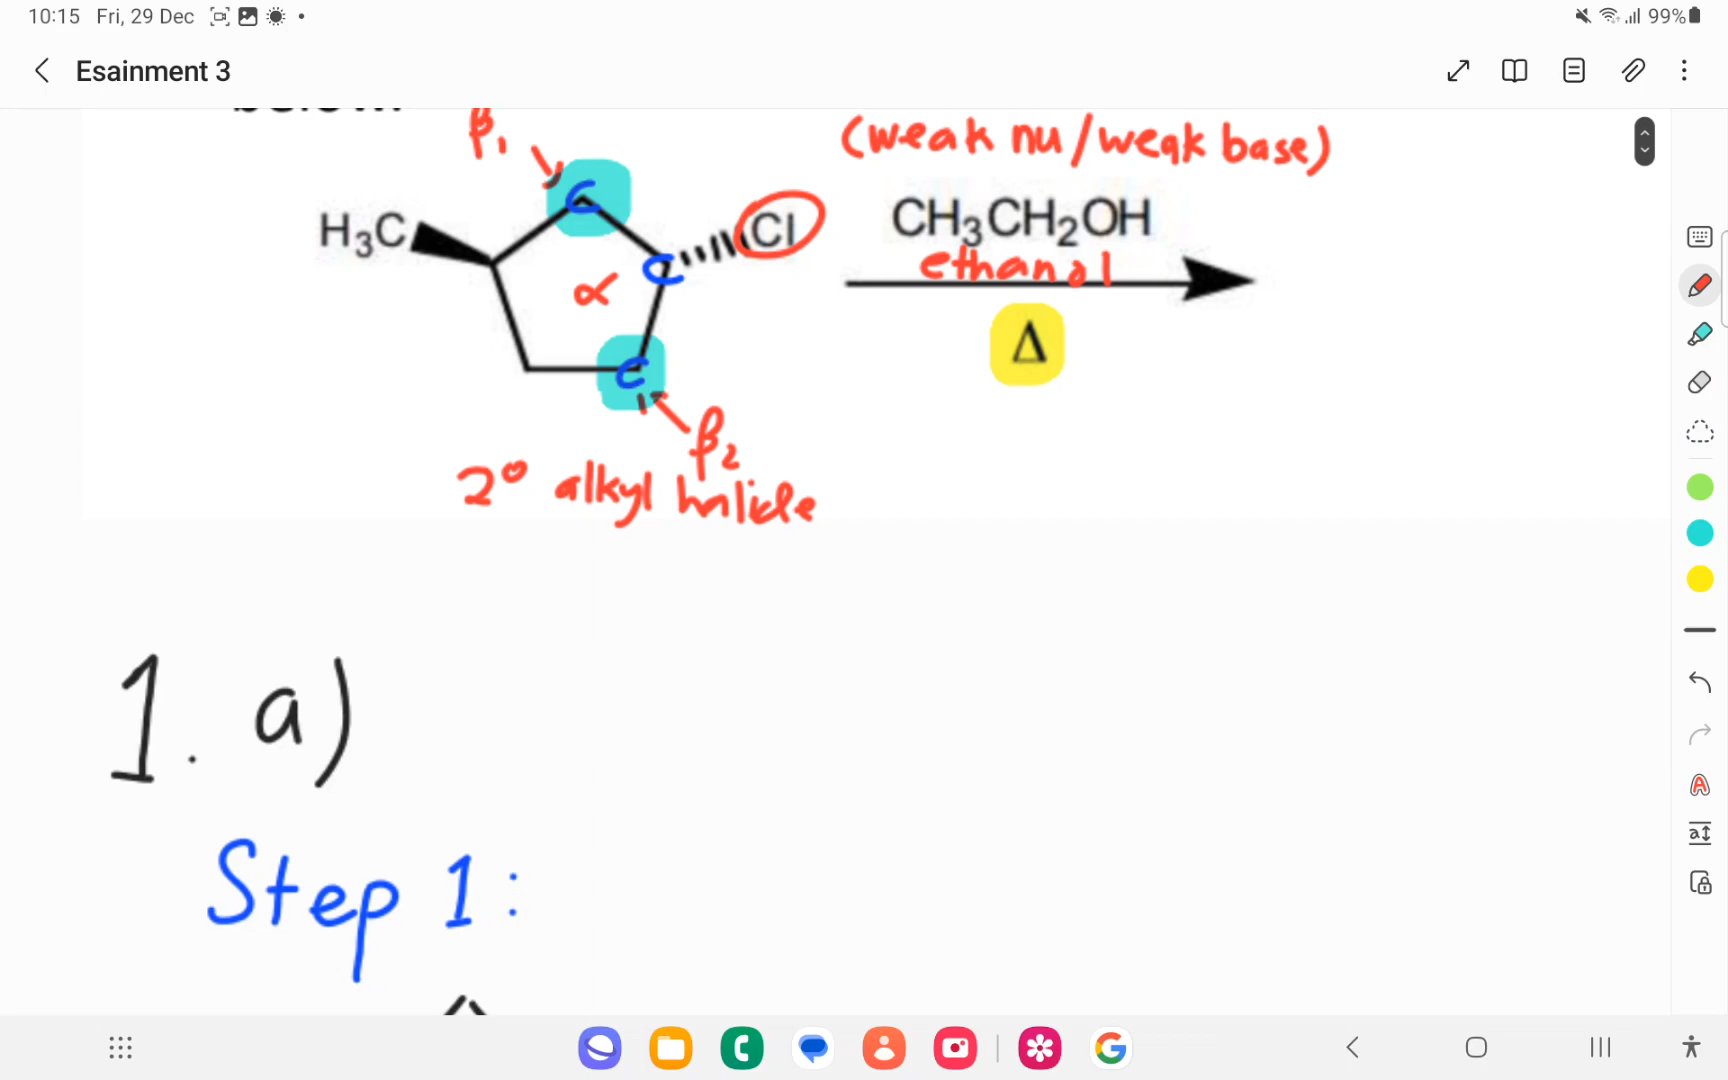 10:15 Fri, 29 Dec
99%
Esainment 3
β1
(weak nu/weak base)
H3C
C
Cl
CH3CH2OH
C
ethanol
α
Δ
C
β2
2° alkyl halide
1. a)
Step 1: